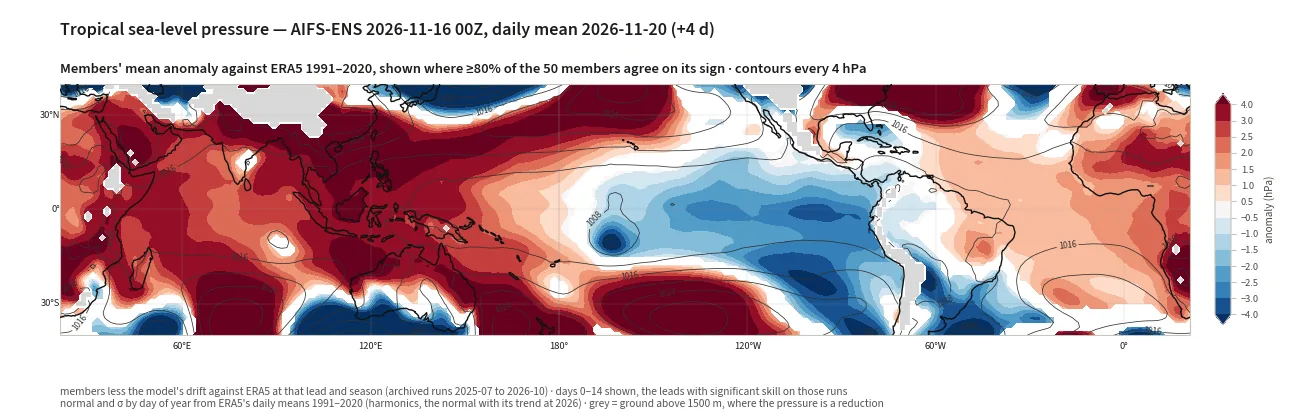 Tropical sea-level pressure — AIFS-ENS 2026-11-16 00Z, daily mean 2026-11-20 (+4 d)
Members' mean anomaly against ERA5 1991–2020, shown where ≥80% of the 50 members agree on its sign · contours every 4 hPa
30°N
0°
30°S
60°E
120°E
180°
120°W
60°W
0°
1016
1016
1008
1016
1016
1016
1016
4.0
3.0
2.5
2.0
1.5
1.0
0.5
−0.5
−1.0
−1.5
−2.0
−2.5
−3.0
−4.0
anomaly (hPa)
members less the model's drift against ERA5 at that lead and season (archived runs 2025-07 to 2026-10) · days 0–14 shown, the leads with significant skill on those runs
normal and σ by day of year from ERA5's daily means 1991–2020 (harmonics, the normal with its trend at 2026) · grey = ground above 1500 m, where the pressure is a reduction